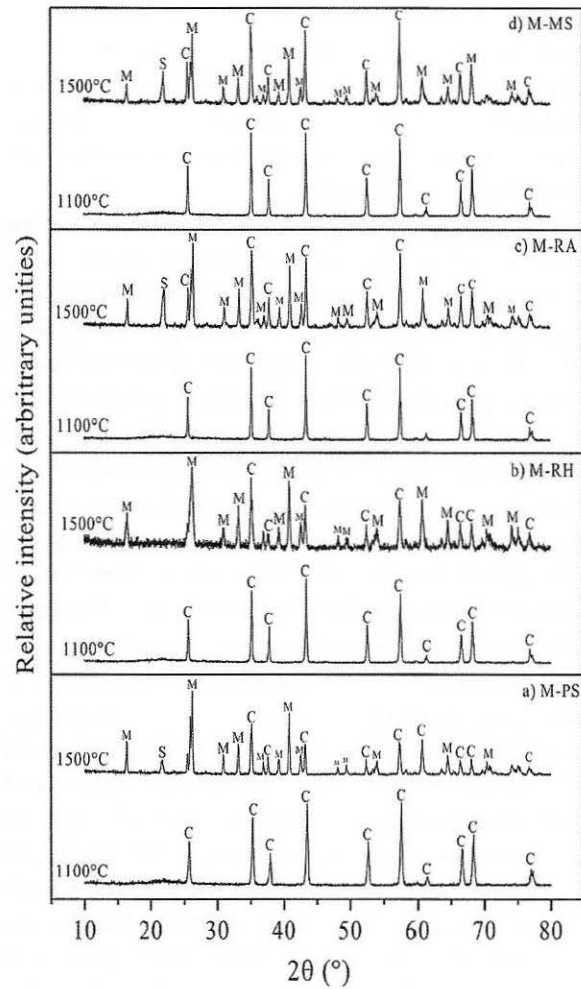 Relative intensity (arbritrary unities)
d) M-MS
1500°C M S C M M M C M C M M M C M M C M C M M C M M C
1100°C C C C C C C C C C C
c) M-RA
1500°C M S C M M M C M C M M M C M M C M C M M C C M M C
1100°C C C C C C C C C C
b) M-RH
1500°C M M M M C C M M M C M M C M C M M C C M M C
1100°C C C C C C C C C C C
a) M-PS
1500°C M S M M M C M C M M M C M M C M C C M C C M C
1100°C C C C C C C C C C C
10 20 30 40 50 60 70 80
2θ (°)